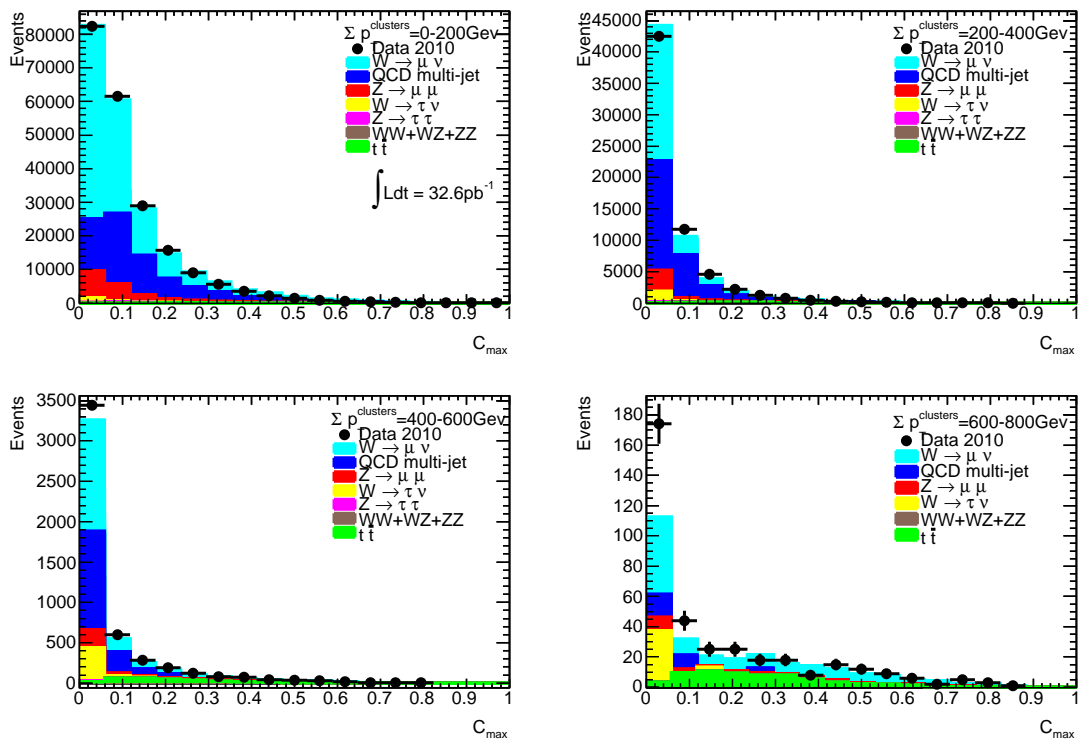 Events
Σ p^clusters=0-200Gev
Data 2010
W → μ ν
QCD multi-jet
Z → μ μ
W → τ ν
Z → τ τ
WW+WZ+ZZ
t t
∫ Ldt = 32.6pb^-1
80000
70000
60000
50000
40000
30000
20000
10000
0
0 0.1 0.2 0.3 0.4 0.5 0.6 0.7 0.8 0.9 1
C_max
Events
Σ p^clusters=200-400Gev
Data 2010
W → μ ν
QCD multi-jet
Z → μ μ
W → τ ν
Z → τ τ
WW+WZ+ZZ
t t
45000
40000
35000
30000
25000
20000
15000
10000
5000
0
0 0.1 0.2 0.3 0.4 0.5 0.6 0.7 0.8 0.9 1
C_max
Events
Σ p^clusters=400-600Gev
Data 2010
W → μ ν
QCD multi-jet
Z → μ μ
W → τ ν
Z → τ τ
WW+WZ+ZZ
t t
3500
3000
2500
2000
1500
1000
500
0
0 0.1 0.2 0.3 0.4 0.5 0.6 0.7 0.8 0.9 1
C_max
Events
Σ p^clusters=600-800Gev
Data 2010
W → μ ν
QCD multi-jet
Z → μ μ
W → τ ν
WW+WZ+ZZ
t t
180
160
140
120
100
80
60
40
20
0
0 0.1 0.2 0.3 0.4 0.5 0.6 0.7 0.8 0.9 1
C_max